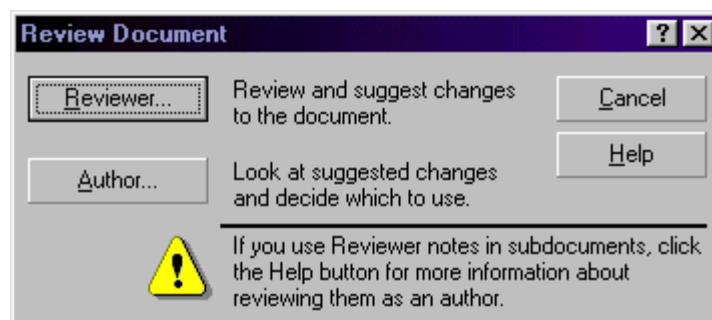 Review Document
Reviewer...
Review and suggest changes
to the document.
Cancel
Help
Author...
Look at suggested changes
and decide which to use.
If you use Reviewer notes in subdocuments, click
the Help button for more information about
reviewing them as an author.